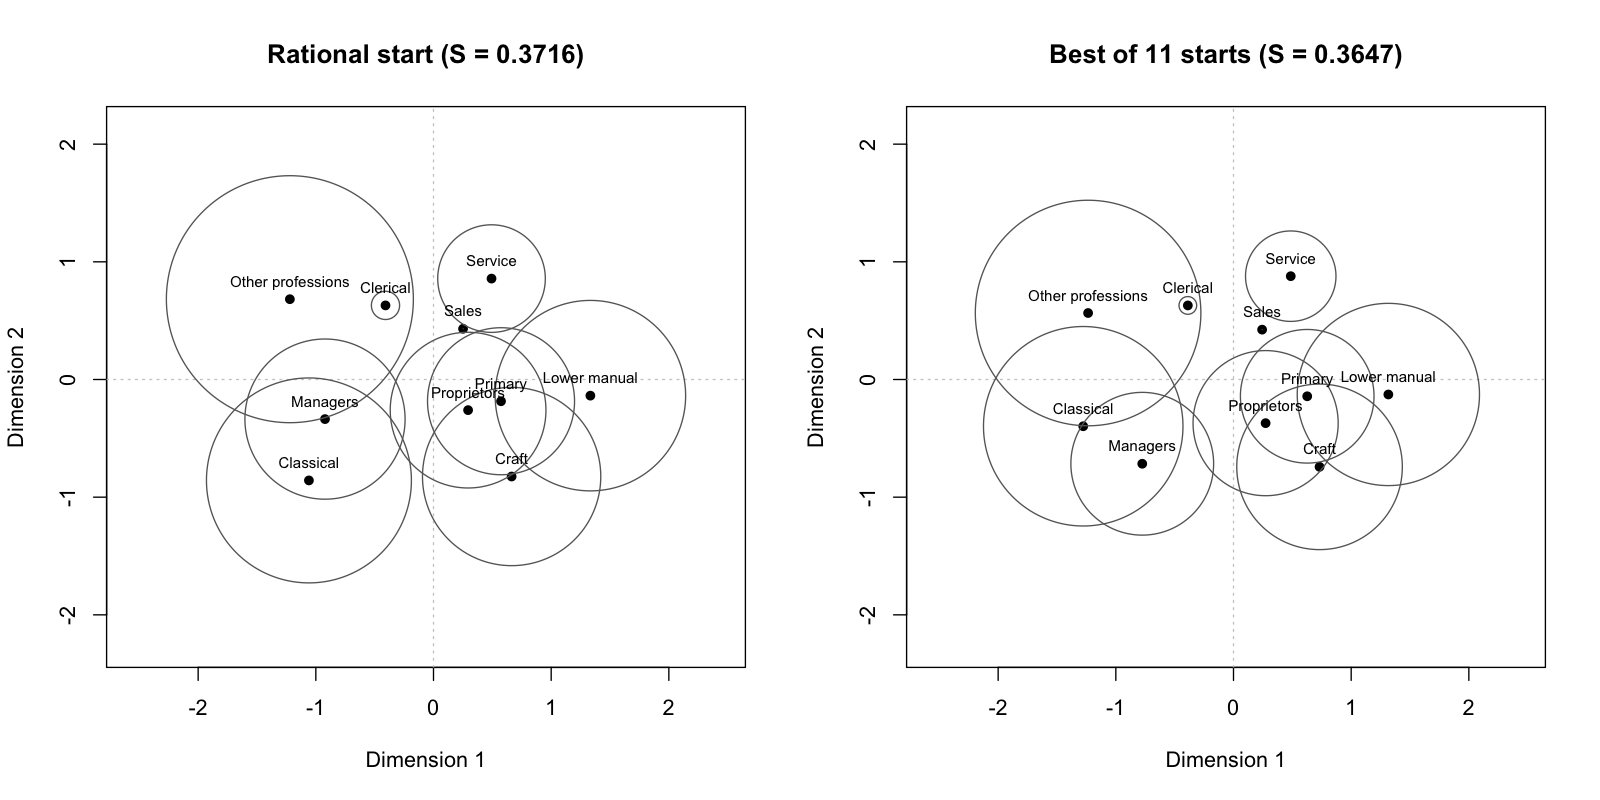 Rational start (S = 0.3716)
2
1
0
-1
-2
Dimension 2
Other professions
Clerical
Service
Sales
Managers
Classical
Proprietors
Primary
Lower manual
Craft
-2
-1
0
1
2
Dimension 1
Best of 11 starts (S = 0.3647)
2
1
0
-1
-2
Dimension 2
Other professions
Clerical
Service
Sales
Classical
Managers
Primary
Lower manual
Proprietors
Craft
-2
-1
0
1
2
Dimension 1